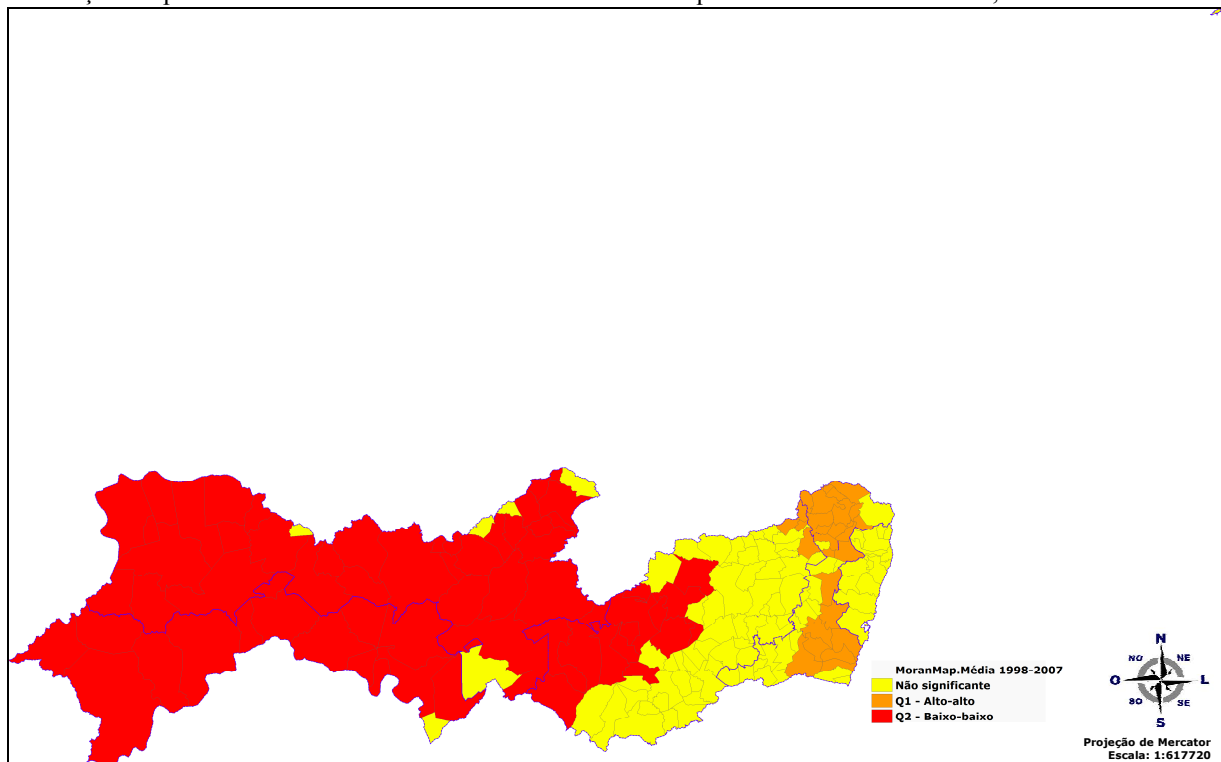 MoranMap.Média 1998-2007
Não significante
Q1 - Alto-alto
Q2 - Baixo-baixo
N
NO NE
O L
SO SE
S
Projeção de Mercator
Escala: 1:617720